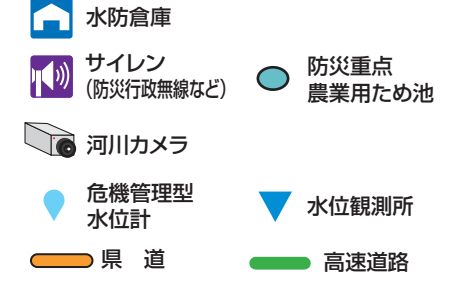 水防倉庫
サイレン
（防災行政無線など）
防災重点
農業用ため池
河川カメラ
危機管理型
水位計
水位観測所
県　道
高速道路